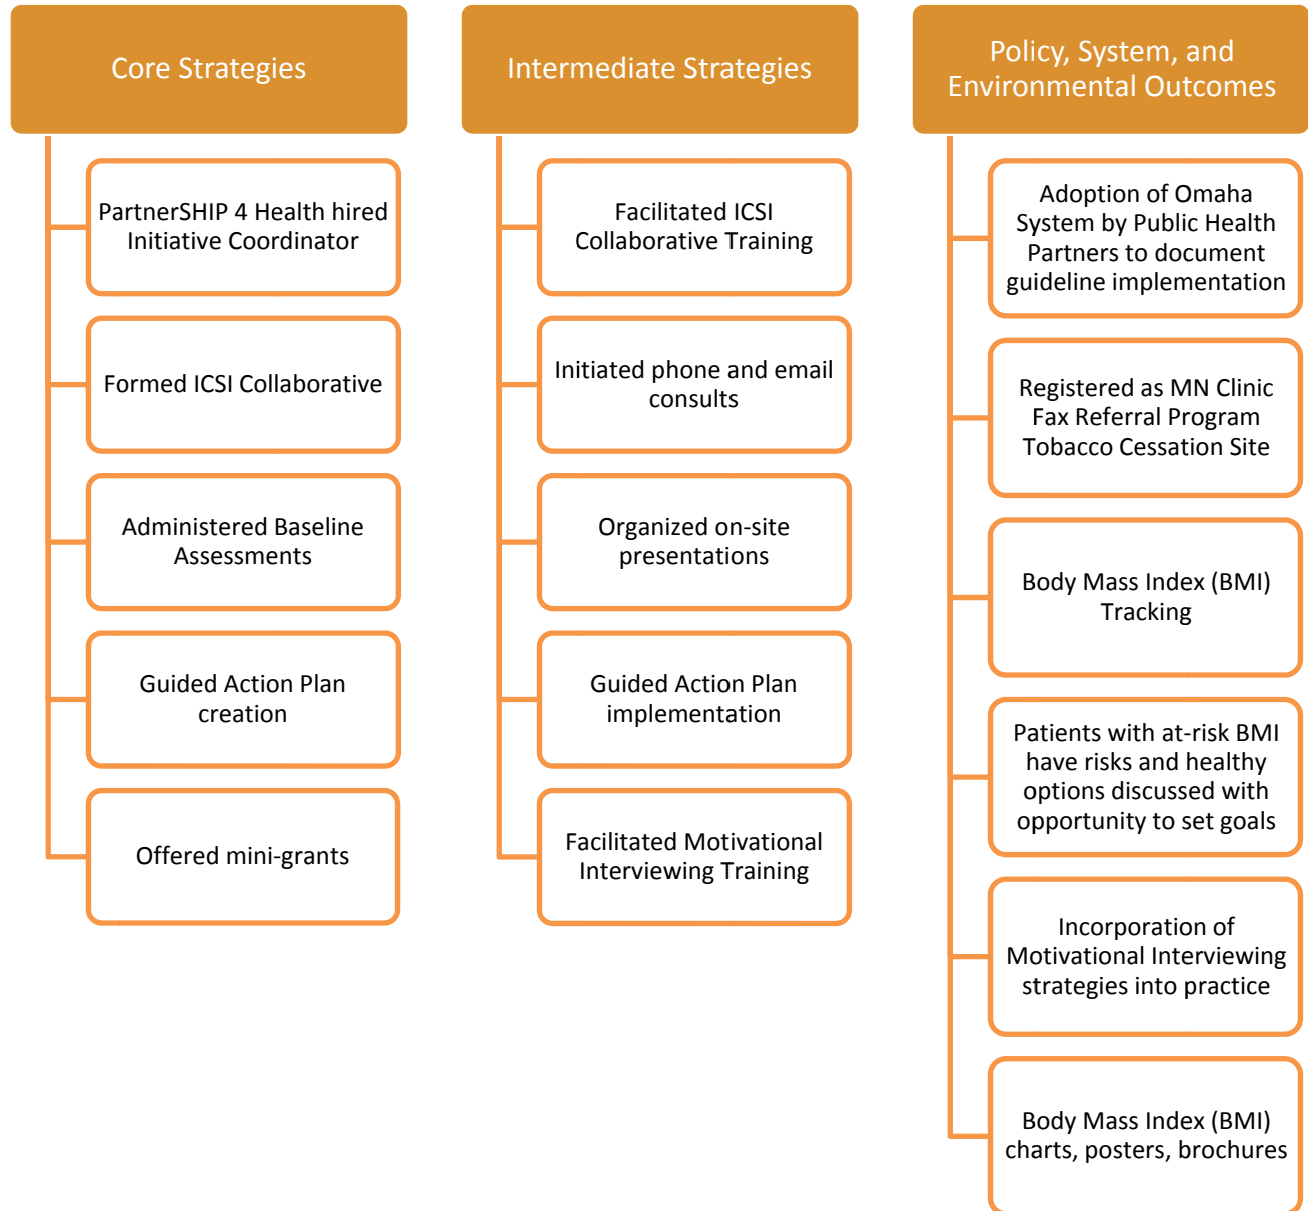 Core Strategies
PartnerSHIP 4 Health hired
Initiative Coordinator
Formed ICSI Collaborative
Administered Baseline
Assessments
Guided Action Plan
creation
Offered mini-grants
Intermediate Strategies
Facilitated ICSI
Collaborative Training
Initiated phone and email
consults
Organized on-site
presentations
Guided Action Plan
implementation
Facilitated Motivational
Interviewing Training
Policy, System, and
Environmental Outcomes
Adoption of Omaha
System by Public Health
Partners to document
guideline implementation
Registered as MN Clinic
Fax Referral Program
Tobacco Cessation Site
Body Mass Index (BMI)
Tracking
Patients with at-risk BMI
have risks and healthy
options discussed with
opportunity to set goals
Incorporation of
Motivational Interviewing
strategies into practice
Body Mass Index (BMI)
charts, posters, brochures